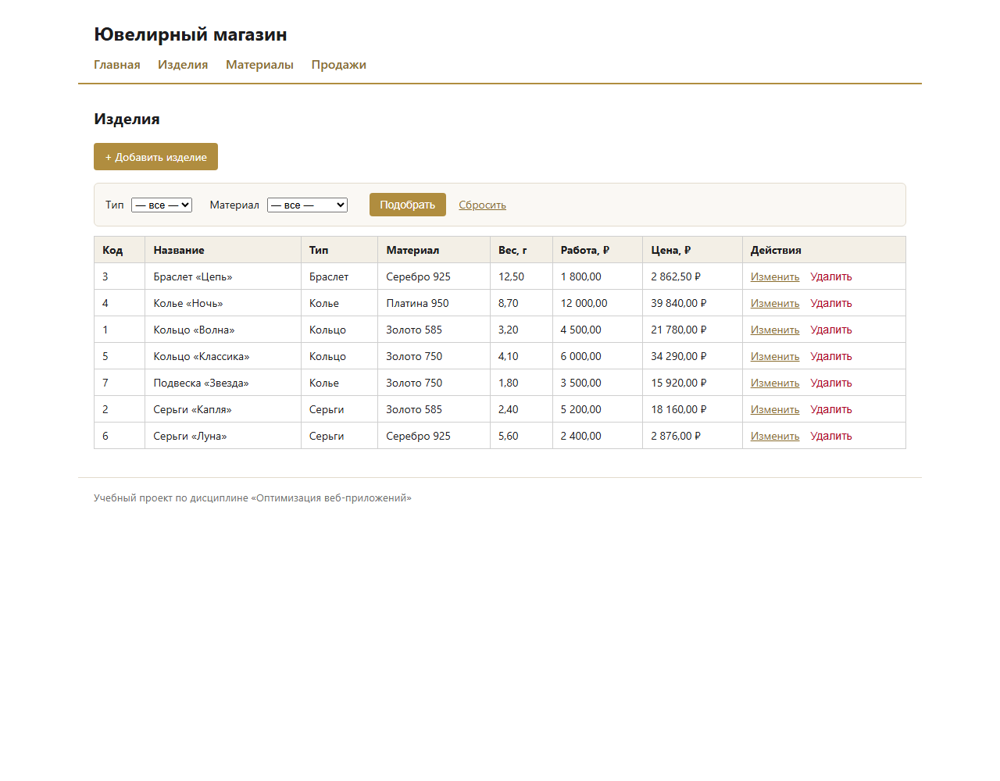 Ювелирный магазин
Главная Изделия Материалы Продажи
Изделия
+ Добавить изделие
Тип — все — Материал — все — Подобрать Сбросить
Код Название Тип Материал Вес, г Работа, ₽ Цена, ₽ Действия
3 Браслет «Цепь» Браслет Серебро 925 12,50 1 800,00 2 862,50 ₽ Изменить Удалить
4 Колье «Ночь» Колье Платина 950 8,70 12 000,00 39 840,00 ₽ Изменить Удалить
1 Кольцо «Волна» Кольцо Золото 585 3,20 4 500,00 21 780,00 ₽ Изменить Удалить
5 Кольцо «Классика» Кольцо Золото 750 4,10 6 000,00 34 290,00 ₽ Изменить Удалить
7 Подвеска «Звезда» Колье Золото 750 1,80 3 500,00 15 920,00 ₽ Изменить Удалить
2 Серьги «Капля» Серьги Золото 585 2,40 5 200,00 18 160,00 ₽ Изменить Удалить
6 Серьги «Луна» Серьги Серебро 925 5,60 2 400,00 2 876,00 ₽ Изменить Удалить
Учебный проект по дисциплине «Оптимизация веб-приложений»